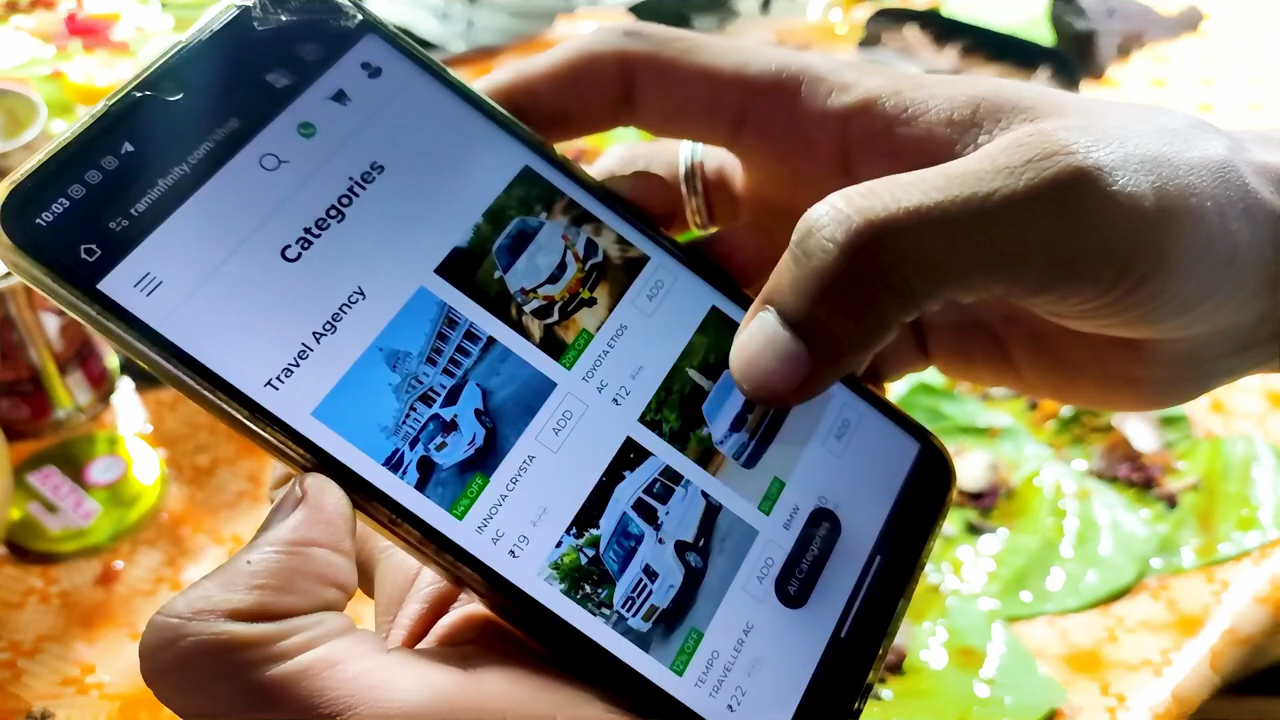 10:03
raminfinity.com/shop
Categories
Travel Agency
14% OFF
INNOVA CRYSTA
AC
₹19
ADD
20% OFF
TOYOTA ETIOS
AC
₹12
ADD
12% OFF
TEMPO
TRAVELLER AC
₹22
ADD
BMW
ADD
All Categories